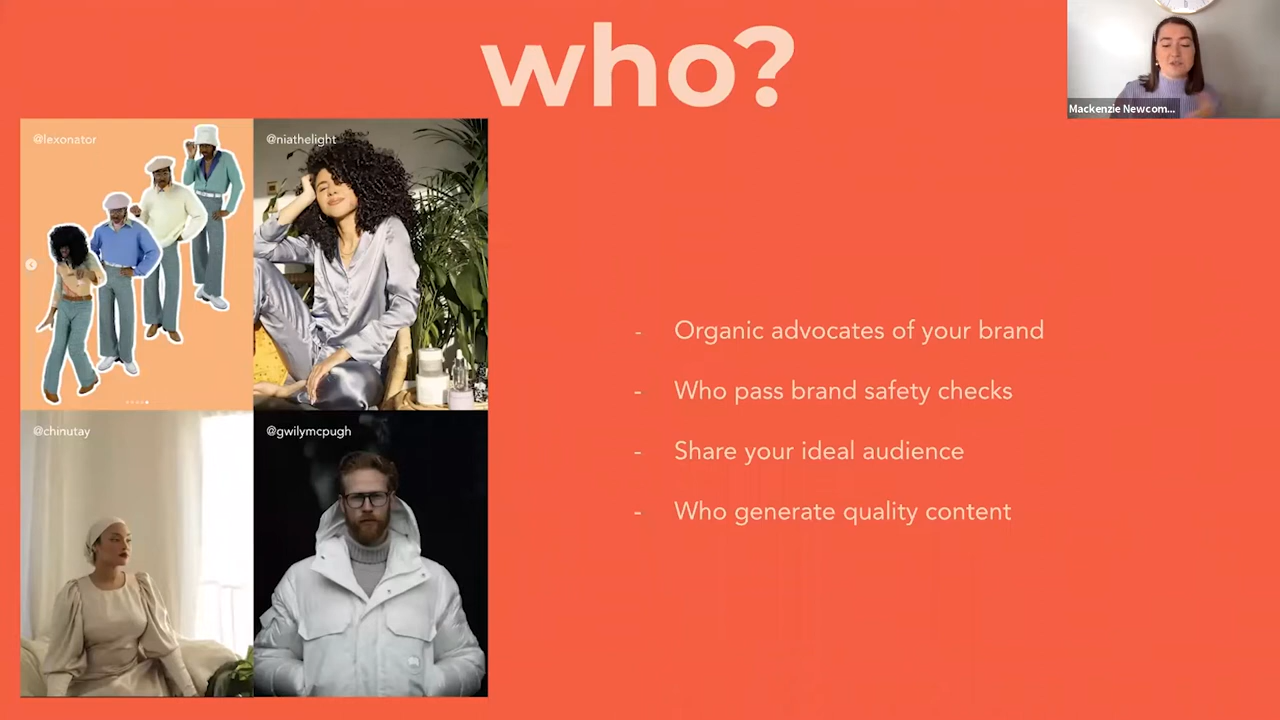 who?
Mackenzie Newcom...
@lexonator
@niathelight
@chinutay
@gwilymcpugh
- Organic advocates of your brand
- Who pass brand safety checks
- Share your ideal audience
- Who generate quality content